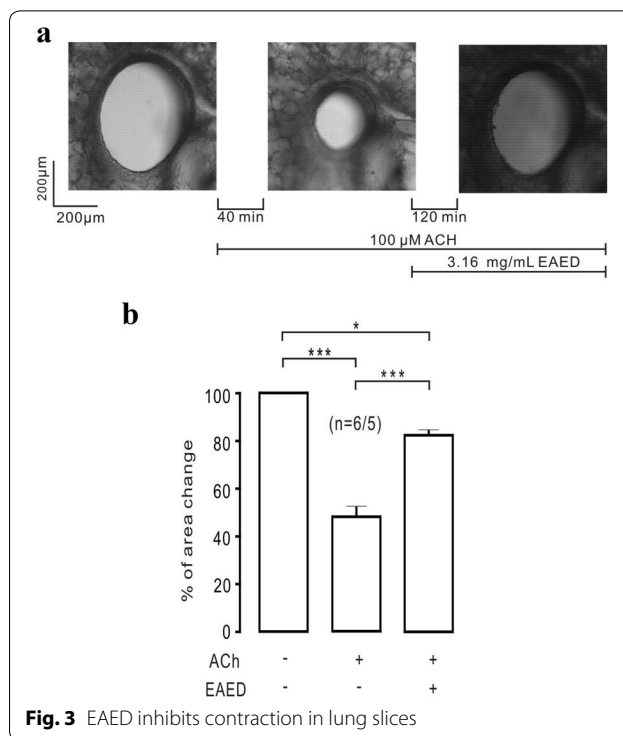 a
200µm
200µm
40 min
120 min
100 µM ACH
3.16 mg/mL EAED
b
*
*** ***
100
80
60
40
20
0
% of area change
(n=6/5)
ACh - + +
EAED - - +
Fig. 3 EAED inhibits contraction in lung slices